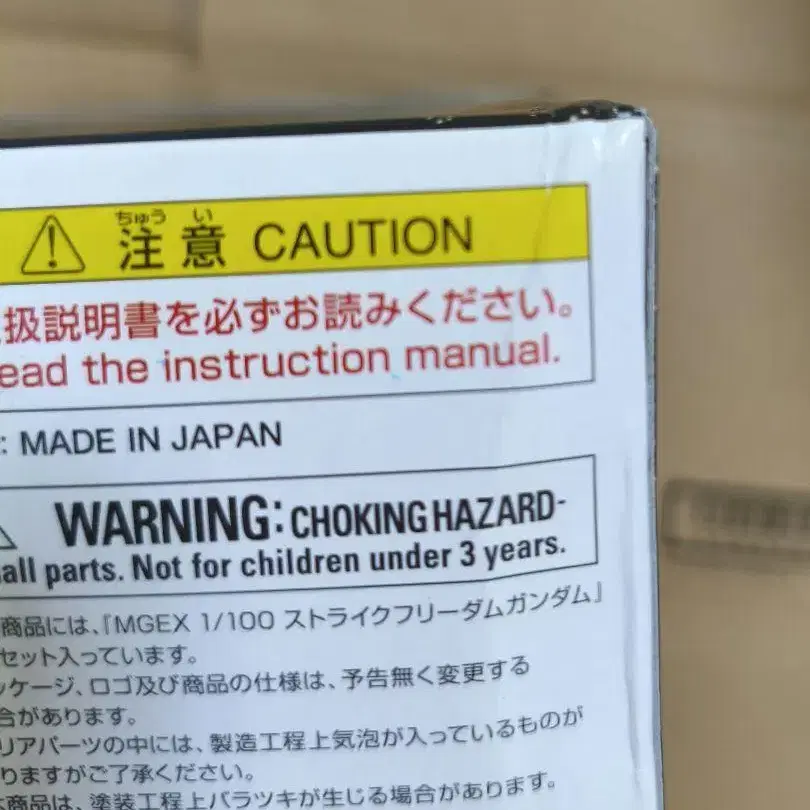 ちゅう い
注意 CAUTION
扱説明書を必ずお読みください。
ead the instruction manual.
: MADE IN JAPAN
WARNING: CHOKING HAZARD-
all parts. Not for children under 3 years.
商品には、『MGEX 1/100 ストライクフリーダムガンダム』
セット入っています。
ッケージ、ロゴ及び商品の仕様は、予告無く変更する
合があります。
リアパーツの中には、製造工程上気泡が入っているものが
りますがご了承ください。
商品は、塗装工程上バラツキが生じる場合があります。